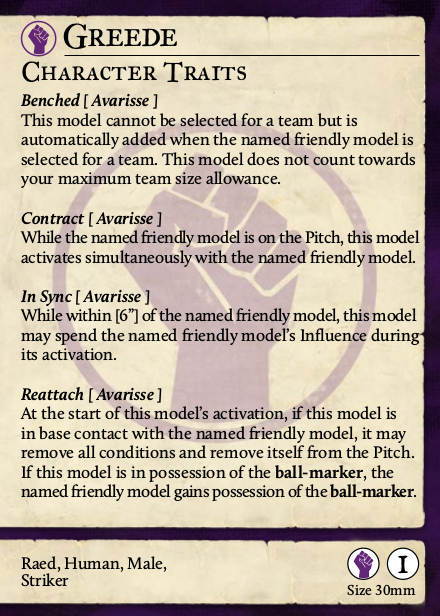 Greede
Character Traits
Benched [ Avarisse ]
This model cannot be selected for a team but is
automatically added when the named friendly model is
selected for a team. This model does not count towards
your maximum team size allowance.
Contract [ Avarisse ]
While the named friendly model is on the Pitch, this model
activates simultaneously with the named friendly model.
In Sync [ Avarisse ]
While within [6”] of the named friendly model, this model
may spend the named friendly model’s Influence during
its activation.
Reattach [ Avarisse ]
At the start of this model’s activation, if this model is
in base contact with the named friendly model, it may
remove all conditions and remove itself from the Pitch.
If this model is in possession of the ball-marker, the
named friendly model gains possession of the ball-marker.
Raed, Human, Male,
Striker
1
Size 30mm